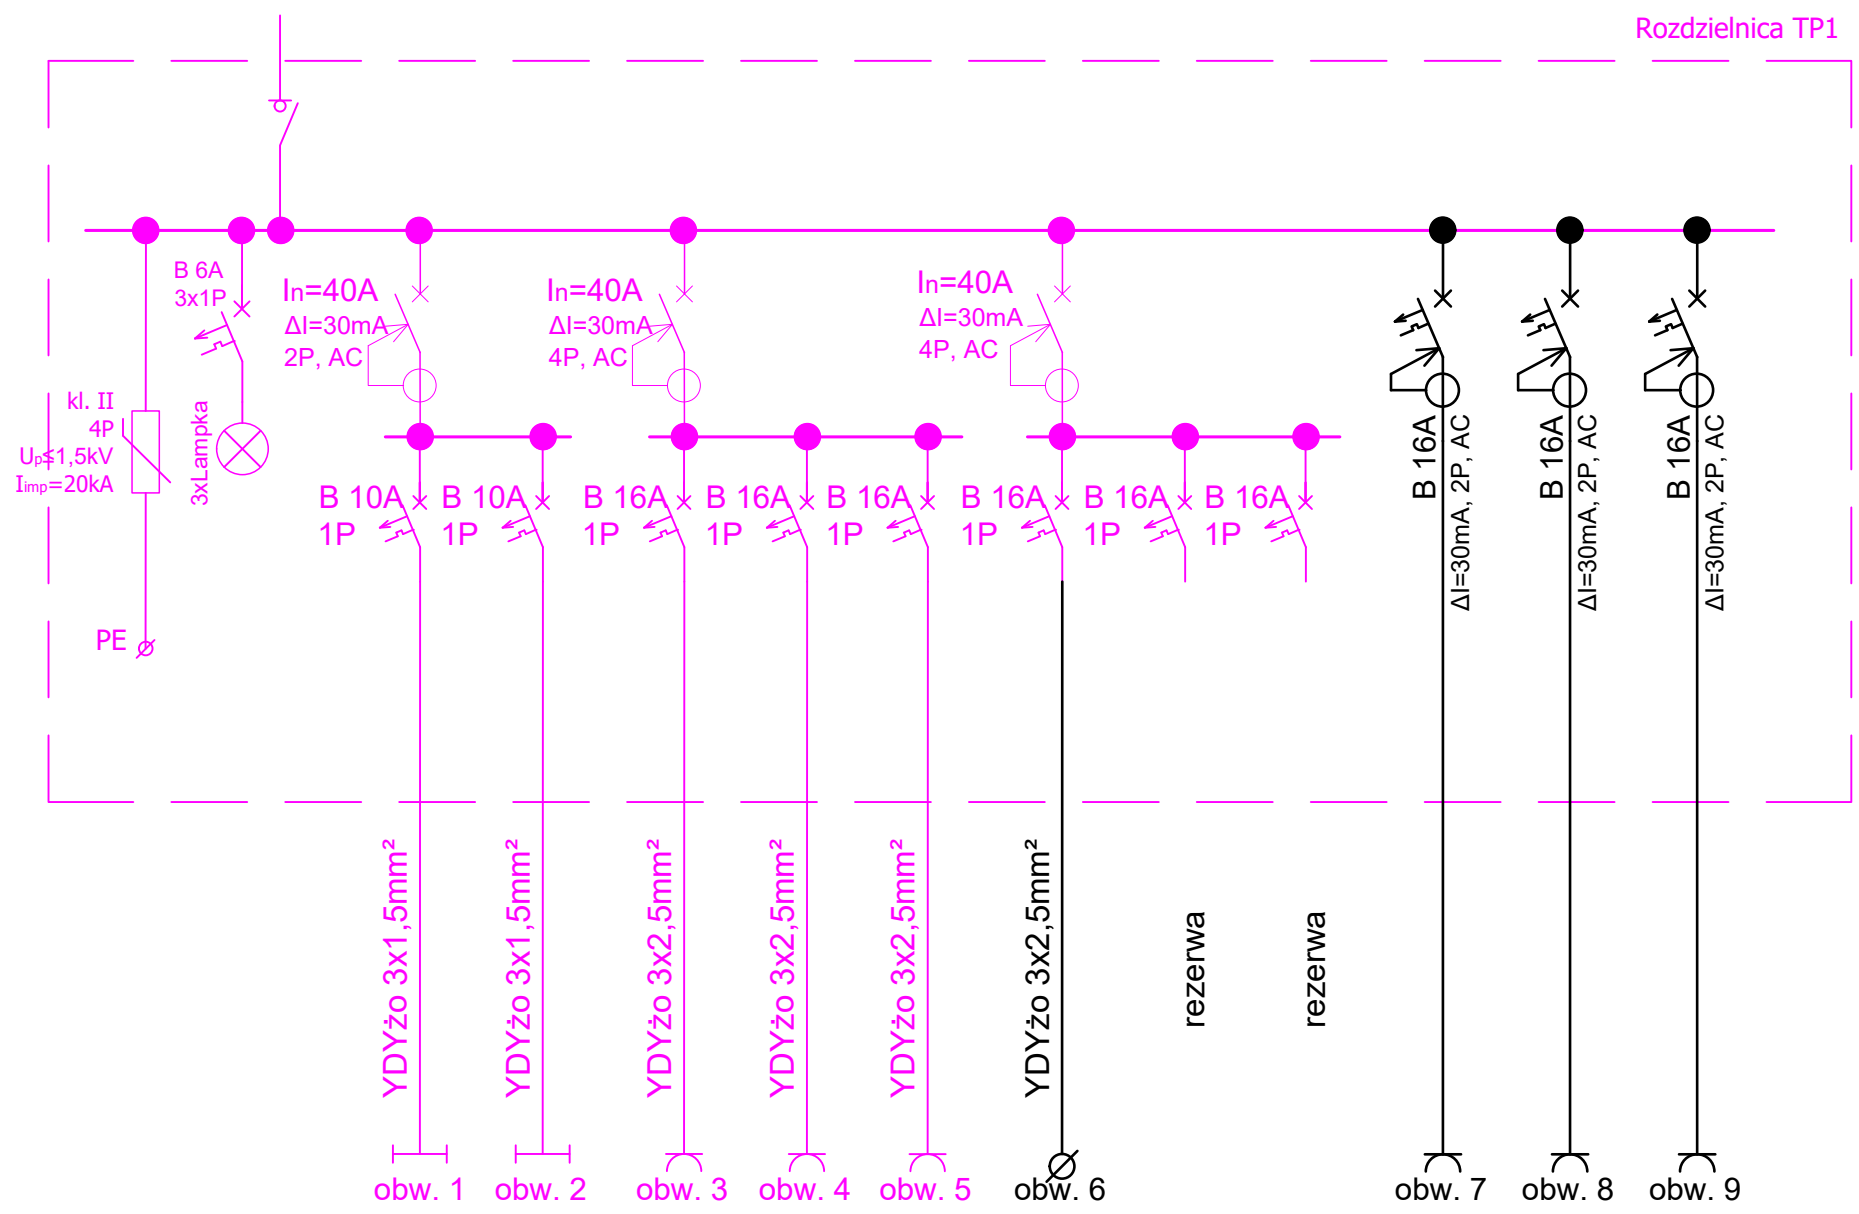 Rozdzielnica TP1
B 6A
3x1P
In=40A
ΔI=30mA
2P, AC
In=40A
ΔI=30mA
4P, AC
In=40A
ΔI=30mA
4P, AC
kl. II
4P
Up≤1,5kV
Iimp=20kA
3xLampka
PE
B 10A
1P
B 10A
1P
B 16A
1P
B 16A
1P
B 16A
1P
B 16A
1P
B 16A
1P
B 16A
1P
B 16A
ΔI=30mA, 2P, AC
B 16A
ΔI=30mA, 2P, AC
B 16A
ΔI=30mA, 2P, AC
YDYżo 3x1,5mm²
YDYżo 3x1,5mm²
YDYżo 3x2,5mm²
YDYżo 3x2,5mm²
YDYżo 3x2,5mm²
YDYżo 3x2,5mm²
rezerwa
rezerwa
obw. 1
obw. 2
obw. 3
obw. 4
obw. 5
obw. 6
obw. 7
obw. 8
obw. 9